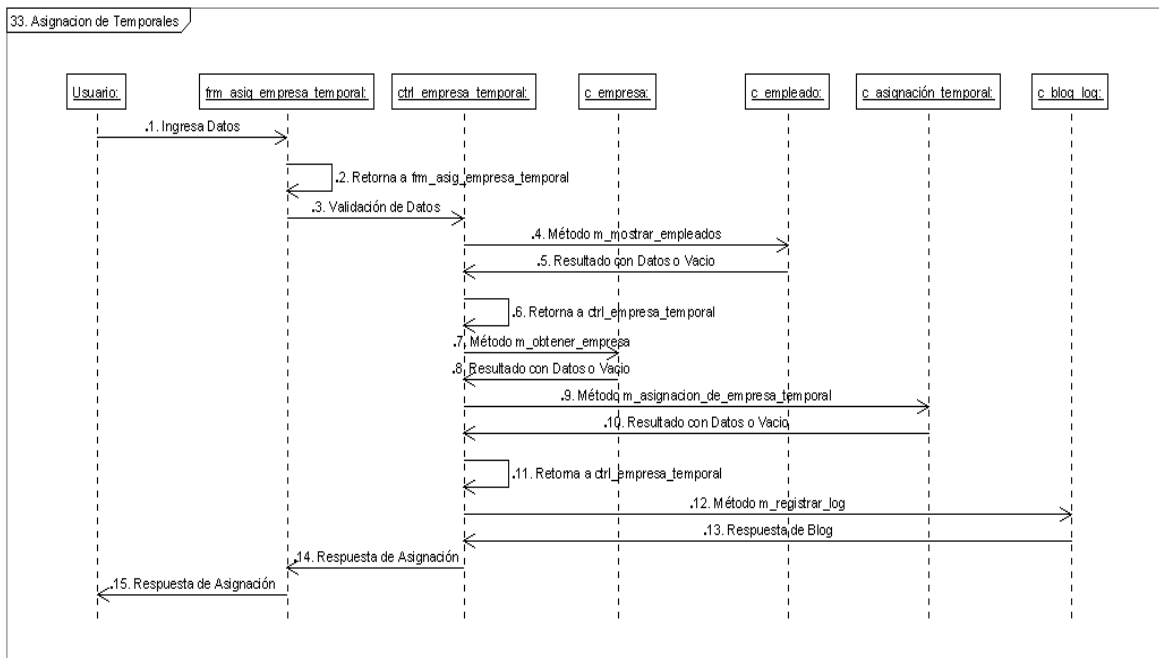 33. Asignacion de Temporales
Usuario:
frm_asig_empresa_temporal:
ctrl_empresa_temporal:
c_empresa:
c_empleado:
c_asignación_temporal:
c_blog_log:
.1. Ingresa Datos
.2. Retorna a frm_asig_empresa_temporal
.3. Validación de Datos
.4. Método m_mostrar_empleados
.5. Resultado con Datos o Vacio
.6. Retorna a ctrl_empresa_temporal
.7. Método m_obtener_empresa
.8. Resultado con Datos o Vacio
.9. Método m_asignacion_de_empresa_temporal
.10. Resultado con Datos o Vacio
.11. Retorna a ctrl_empresa_temporal
.12. Método m_registrar_log
.13. Respuesta de Blog
.14. Respuesta de Asignación
.15. Respuesta de Asignación